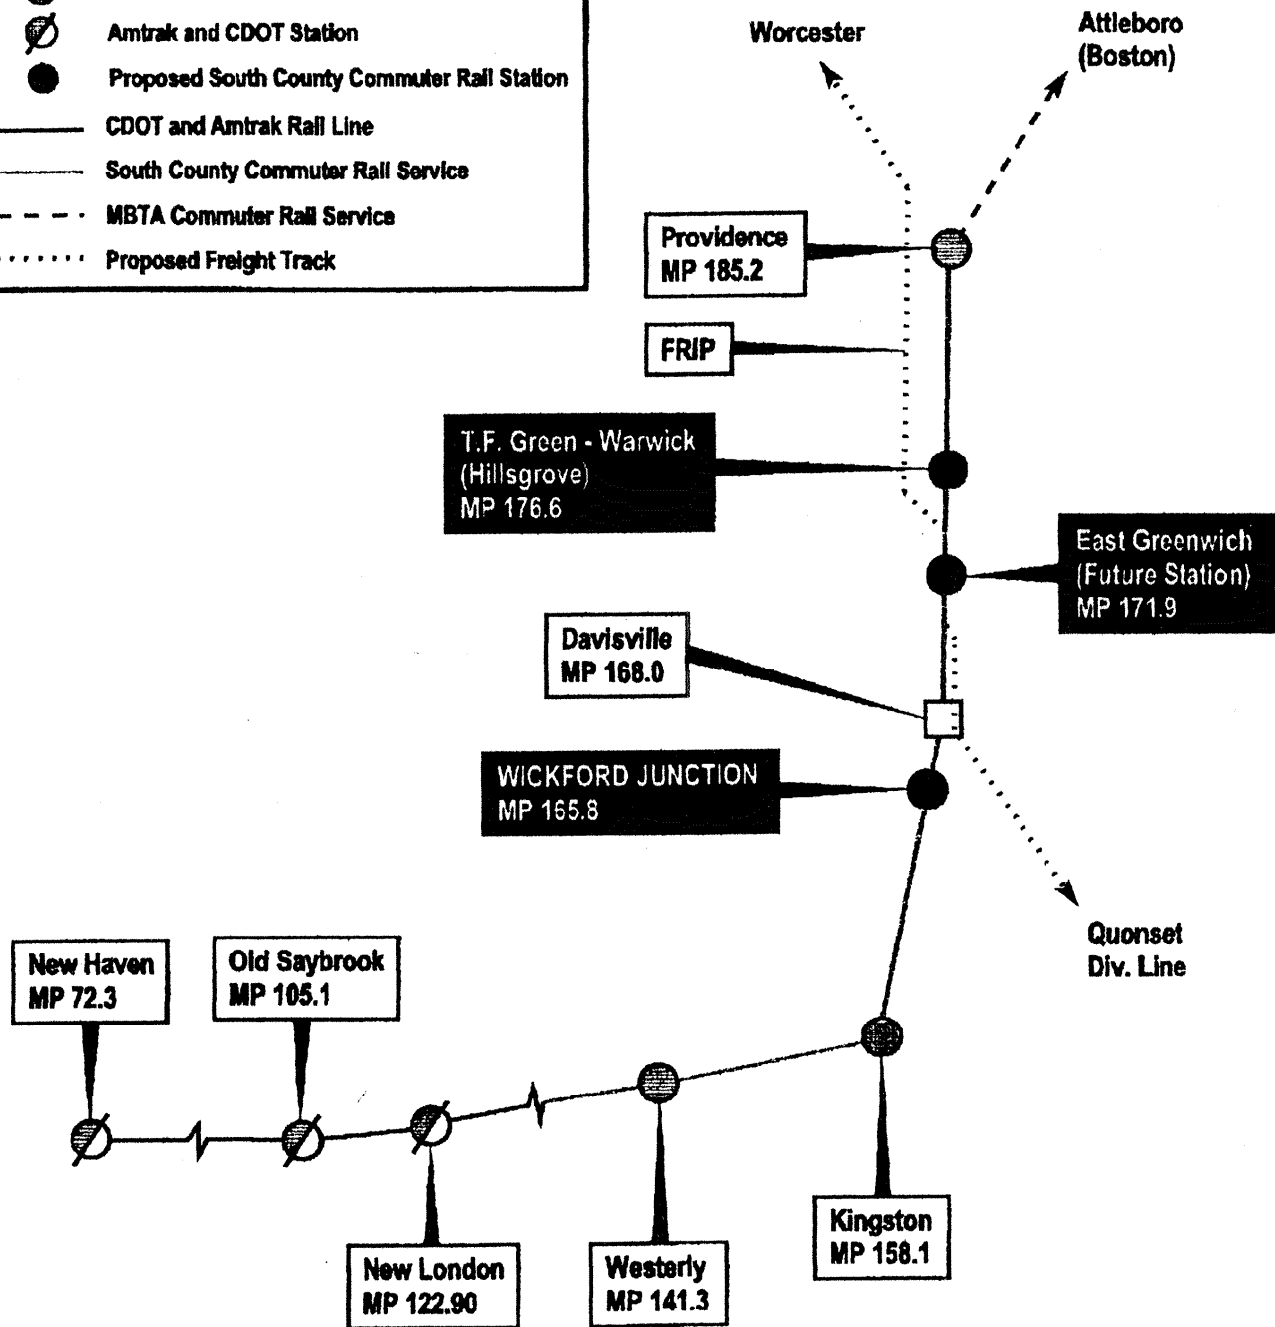 Amtrak and CDOT Station
Proposed South County Commuter Rail Station
CDOT and Amtrak Rail Line
South County Commuter Rail Service
MBTA Commuter Rail Service
Proposed Freight Track
Worcester
Attleboro
(Boston)
Providence
MP 185.2
FRIP
T.F. Green - Warwick
(Hillsgrove)
MP 176.6
East Greenwich
(Future Station)
MP 171.9
Davisville
MP 168.0
WICKFORD JUNCTION
MP 165.8
Quonset
Div. Line
New Haven
MP 72.3
Old Saybrook
MP 105.1
Kingston
MP 158.1
New London
MP 122.90
Westerly
MP 141.3